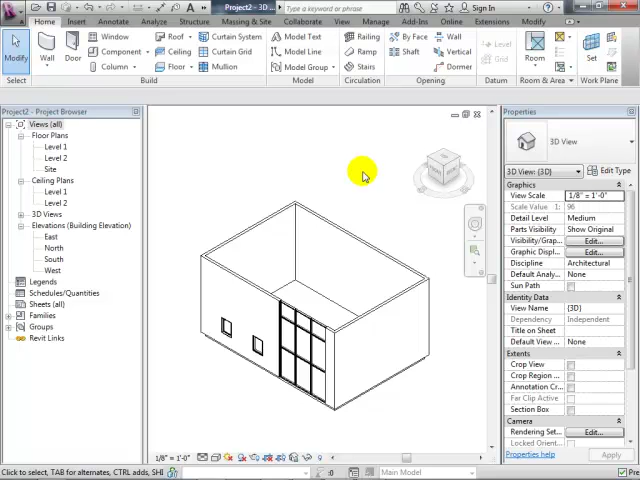 Project2 - 3D ...
Type a keyword or phrase
Sign In
Home Insert Annotate Analyze Structure Massing & Site Collaborate View Manage Add-Ins Online Extensions Modify
Modify
Wall
Door
Window
Component
Column
Roof
Ceiling
Floor
Curtain System
Curtain Grid
Mullion
Model Text
Model Line
Model Group
Railing
Ramp
Stairs
By Face
Shaft
Wall
Vertical
Dormer
Level
Grid
Room
Set
Select Build Model Circulation Opening Datum Room & Area Work Plane
Project2 - Project Browser
Views (all)
Floor Plans
Level 1
Level 2
Site
Ceiling Plans
Level 1
Level 2
3D Views
Elevations (Building Elevation)
East
North
South
West
Legends
Schedules/Quantities
Sheets (all)
Families
Groups
Revit Links
Properties
3D View
3D View: {3D} Edit Type
Graphics
View Scale 1/8" = 1'-0"
Scale Value 1: 96
Detail Level Medium
Parts Visibility Show Original
Visibility/Grap... Edit...
Graphic Displ... Edit...
Discipline Architectural
Default Analy... None
Sun Path
Identity Data
View Name {3D}
Dependency Independent
Title on Sheet
Default View ... None
Extents
Crop View
Crop Region ...
Annotation Cr...
Far Clip Active
Section Box
Camera
Rendering Set... Edit...
Locked Orient...
Properties help Apply
1/8" = 1'-0"
Click to select, TAB for alternates, CTRL adds, SHI :0 Main Model Pre